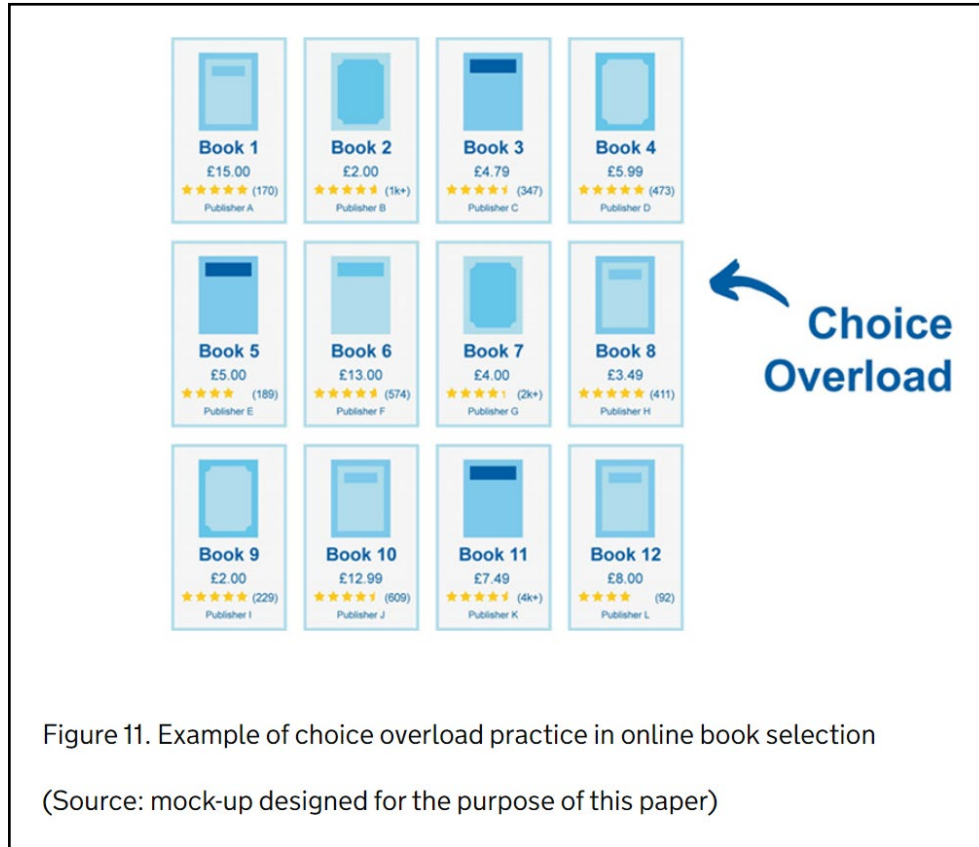 Book 1
£15.00
(170)
Publisher A
Book 2
£2.00
(1k+)
Publisher B
Book 3
£4.79
(347)
Publisher C
Book 4
£5.99
(473)
Publisher D
Book 5
£5.00
(189)
Publisher E
Book 6
£13.00
(574)
Publisher F
Book 7
£4.00
(2k+)
Publisher G
Book 8
£3.49
(411)
Publisher H
Choice
Overload
Book 9
£2.00
(229)
Publisher I
Book 10
£12.99
(609)
Publisher J
Book 11
£7.49
(4k+)
Publisher K
Book 12
£8.00
(92)
Publisher L
Figure 11. Example of choice overload practice in online book selection
(Source: mock-up designed for the purpose of this paper)